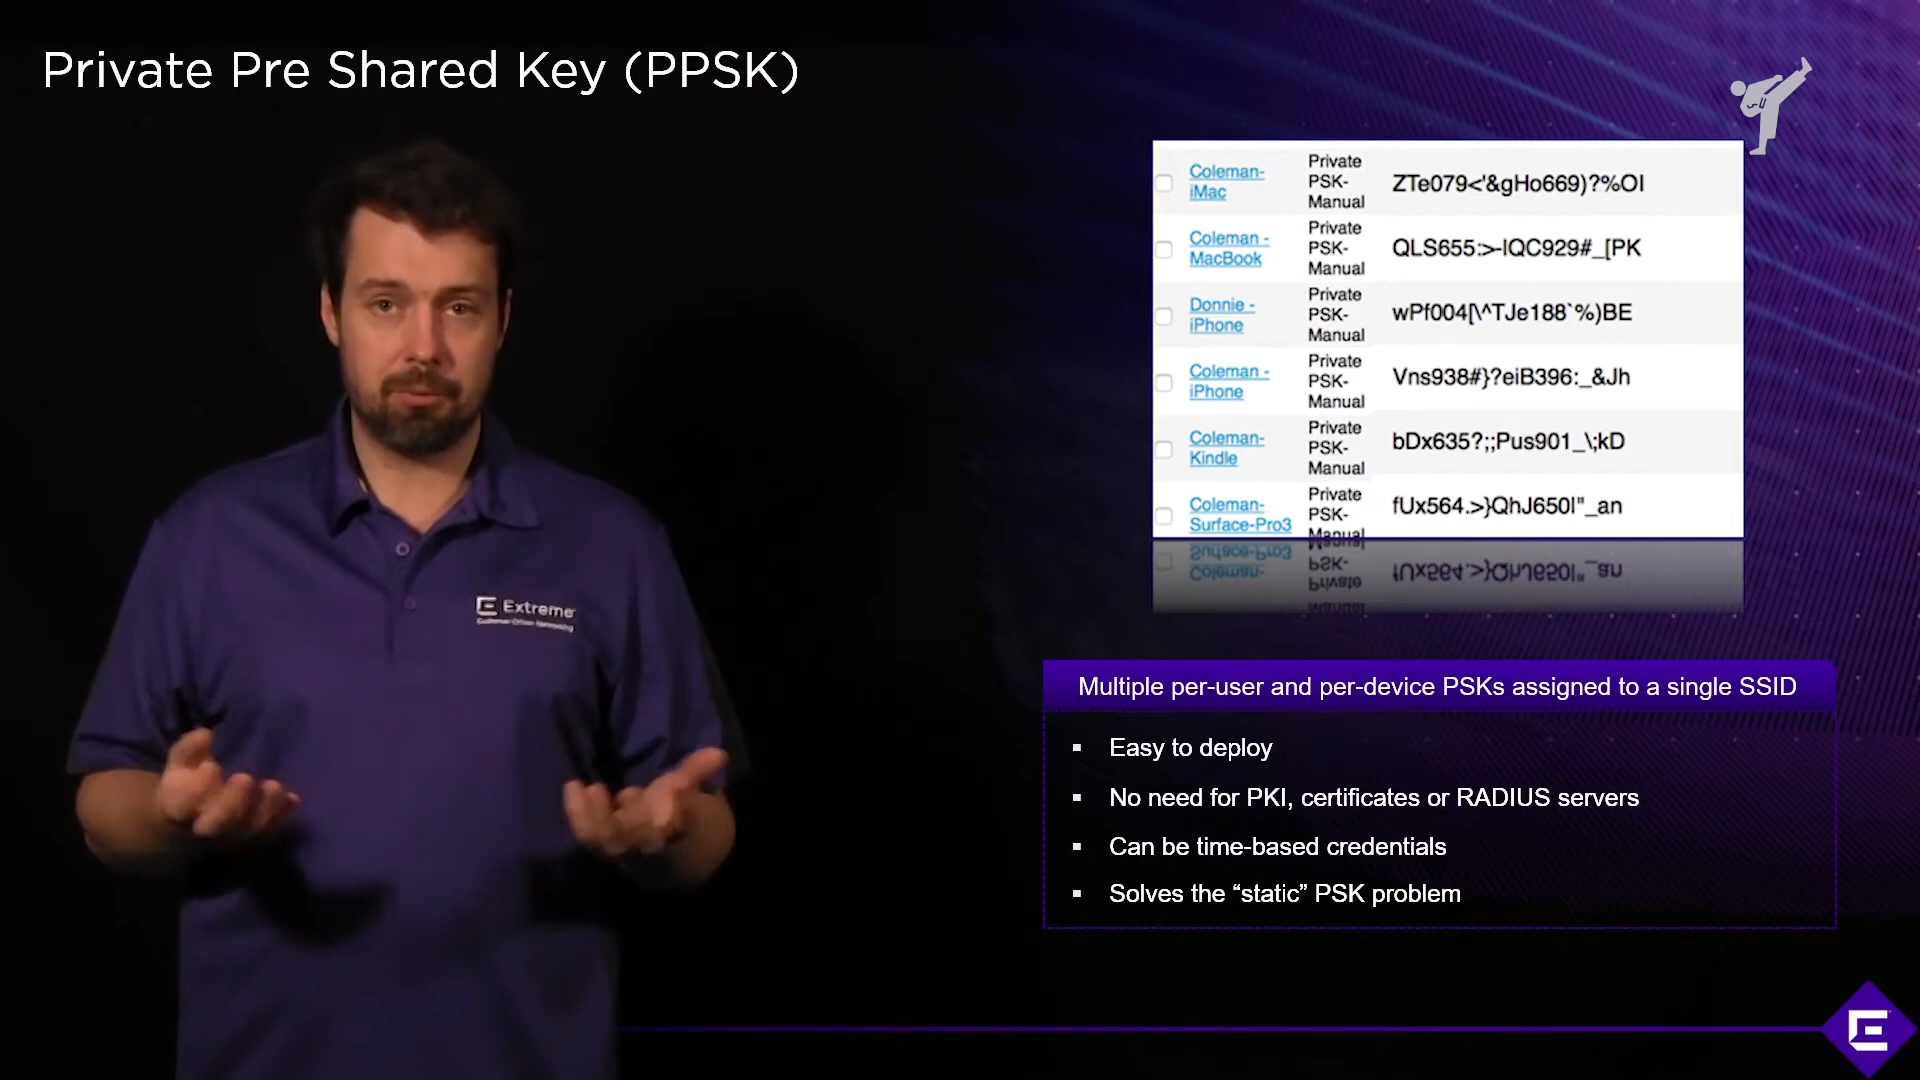 Private Pre Shared Key (PPSK)
Coleman-
iMac
Private
PSK-
Manual
ZTe079<'&gHo669)?%OI
Coleman -
MacBook
Private
PSK-
Manual
QLS655:>-IQC929#_[PK
Donnie -
iPhone
Private
PSK-
Manual
wPf004[\^TJe188`%)BE
Coleman -
iPhone
Private
PSK-
Manual
Vns938#}?eiB396:_&Jh
Coleman-
Kindle
Private
PSK-
Manual
bDx635?;;Pus901_\;kD
Coleman-
Surface-Pro3
Private
PSK-
Manual
fUx564.>}QhJ650I"_an
Extreme
Customer-Driven Networking
Multiple per-user and per-device PSKs assigned to a single SSID
▪ Easy to deploy
▪ No need for PKI, certificates or RADIUS servers
▪ Can be time-based credentials
▪ Solves the “static” PSK problem